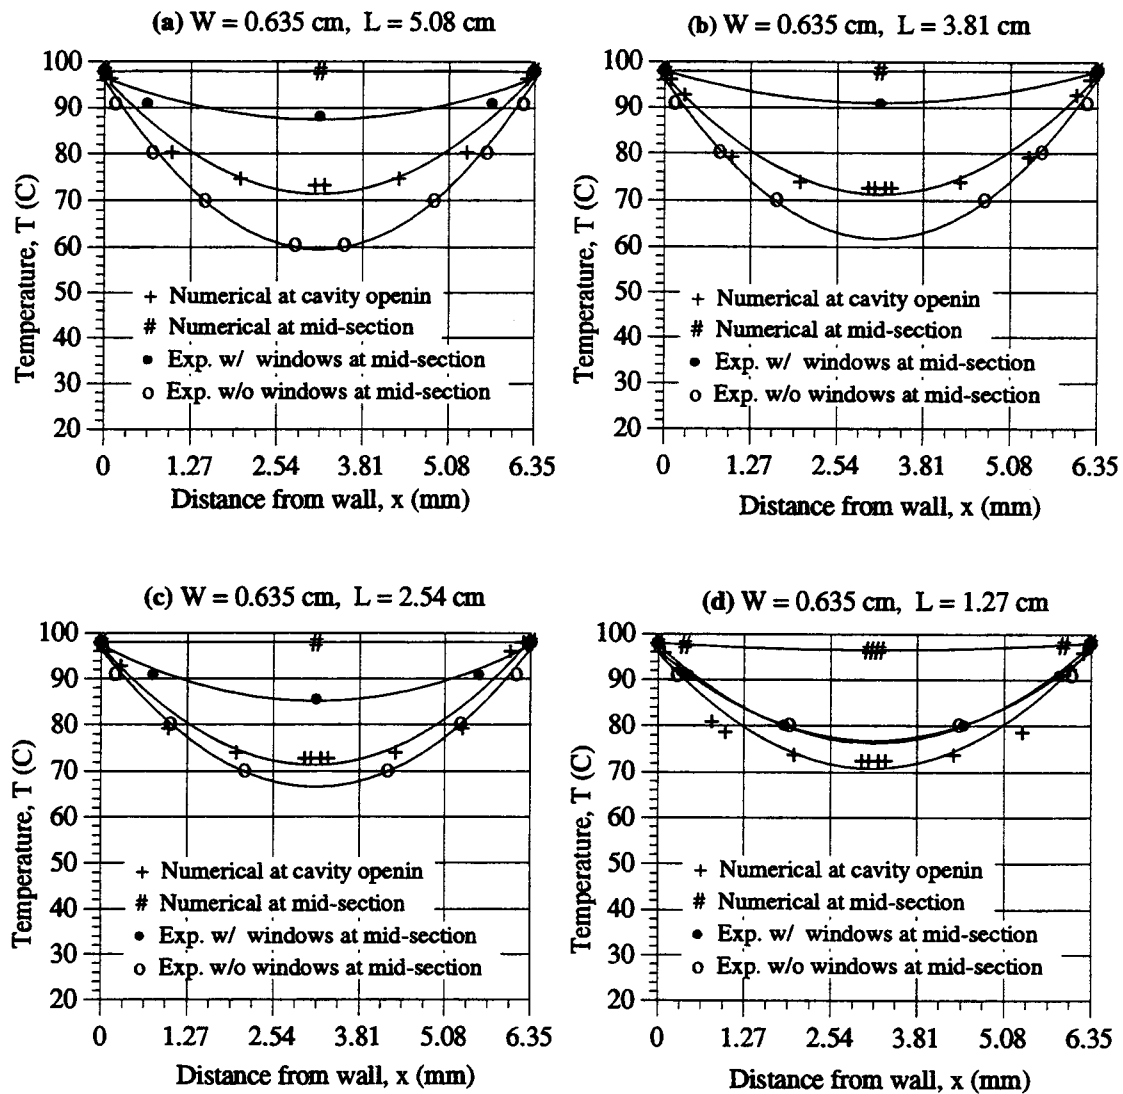 (a) W = 0.635 cm, L = 5.08 cm
100
90
80
70
60
50
40
30
20
Temperature, T (C)
+ Numerical at cavity openin
# Numerical at mid-section
● Exp. w/ windows at mid-section
o Exp. w/o windows at mid-section
0 1.27 2.54 3.81 5.08 6.35
Distance from wall, x (mm)
(b) W = 0.635 cm, L = 3.81 cm
100
90
80
70
60
50
40
30
20
Temperature, T (C)
+ Numerical at cavity openin
# Numerical at mid-section
● Exp. w/ windows at mid-section
o Exp. w/o windows at mid-section
0 1.27 2.54 3.81 5.08 6.35
Distance from wall, x (mm)
(c) W = 0.635 cm, L = 2.54 cm
100
90
80
70
60
50
40
30
20
Temperature, T (C)
+ Numerical at cavity openin
# Numerical at mid-section
● Exp. w/ windows at mid-section
o Exp. w/o windows at mid-section
0 1.27 2.54 3.81 5.08 6.35
Distance from wall, x (mm)
(d) W = 0.635 cm, L = 1.27 cm
100
90
80
70
60
50
40
30
20
Temperature, T (C)
+ Numerical at cavity openin
# Numerical at mid-section
● Exp. w/ windows at mid-section
o Exp. w/o windows at mid-section
0 1.27 2.54 3.81 5.08 6.35
Distance from wall, x (mm)